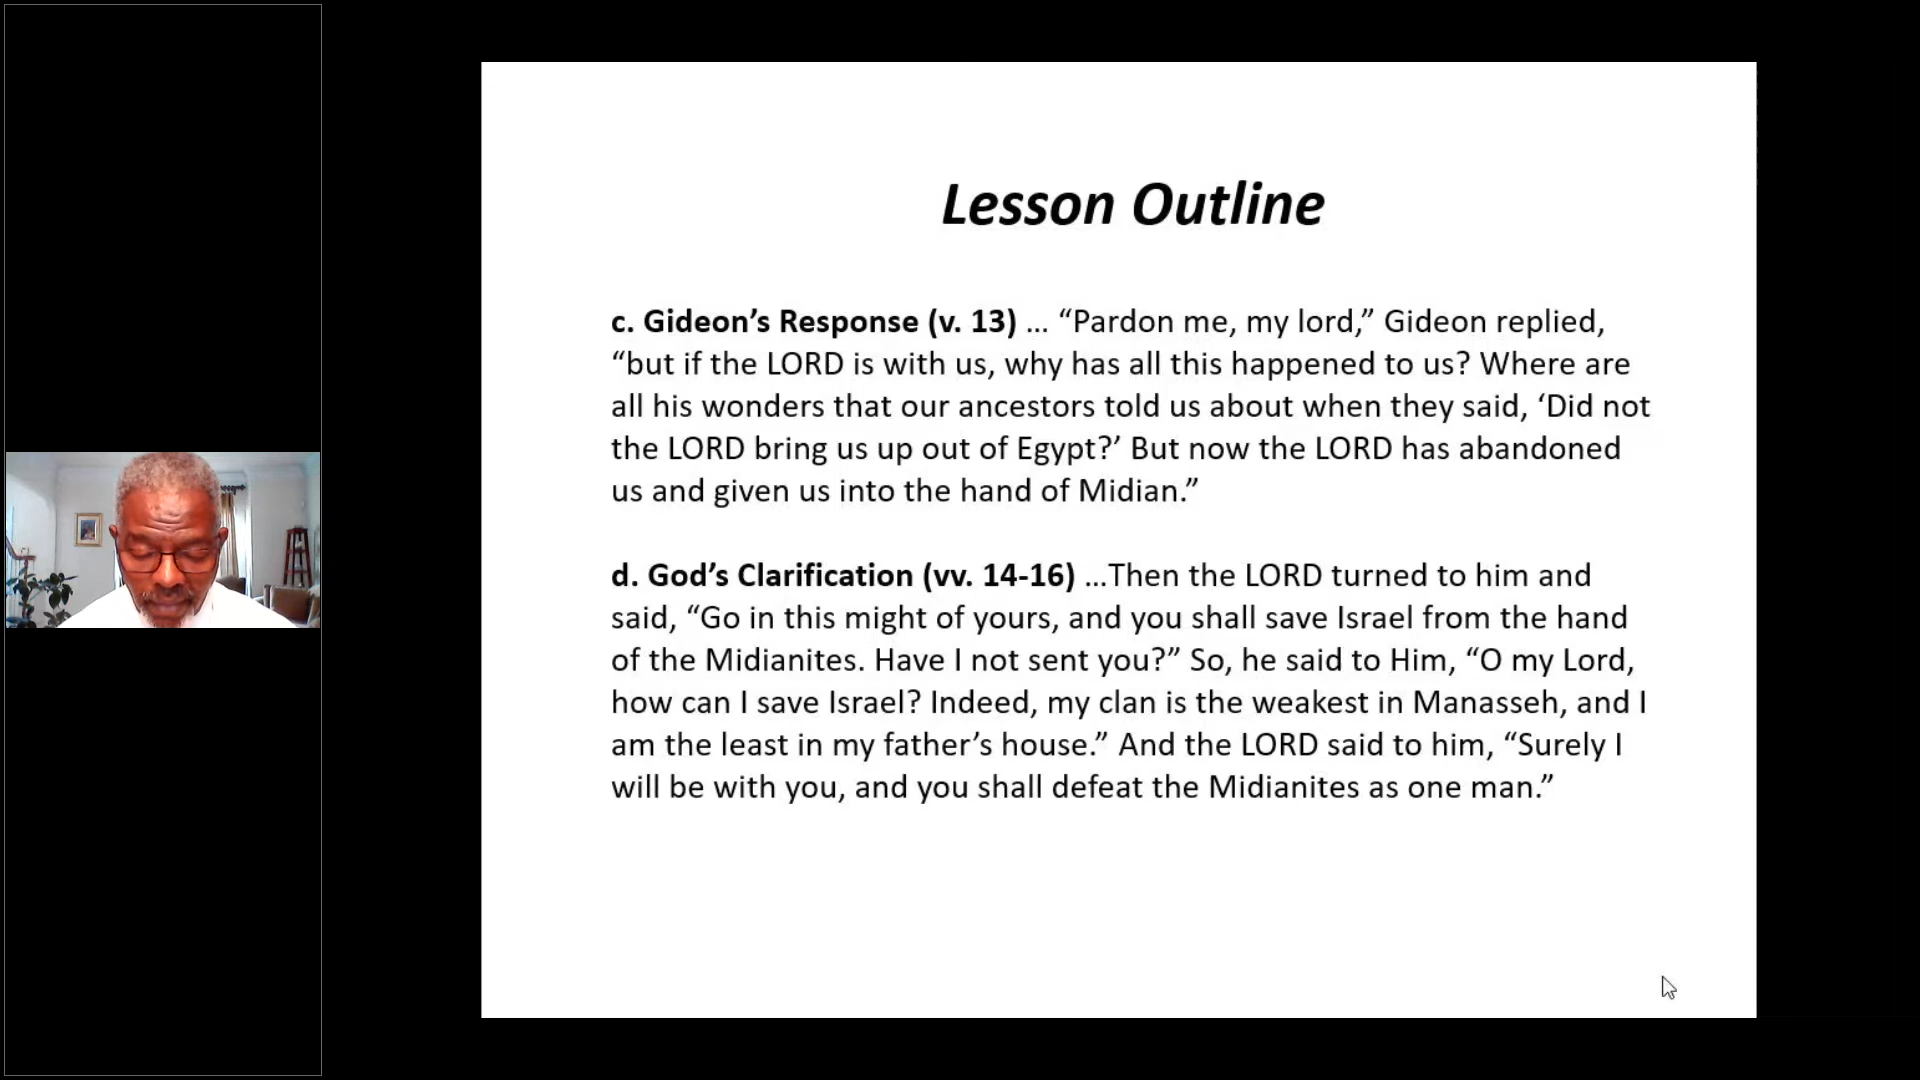 Lesson Outline
c. Gideon’s Response (v. 13) ... “Pardon me, my lord,” Gideon replied,
“but if the LORD is with us, why has all this happened to us? Where are
all his wonders that our ancestors told us about when they said, ‘Did not
the LORD bring us up out of Egypt?’ But now the LORD has abandoned
us and given us into the hand of Midian.”
d. God’s Clarification (vv. 14-16) ...Then the LORD turned to him and
said, “Go in this might of yours, and you shall save Israel from the hand
of the Midianites. Have I not sent you?” So, he said to Him, “O my Lord,
how can I save Israel? Indeed, my clan is the weakest in Manasseh, and I
am the least in my father’s house.” And the LORD said to him, “Surely I
will be with you, and you shall defeat the Midianites as one man.”